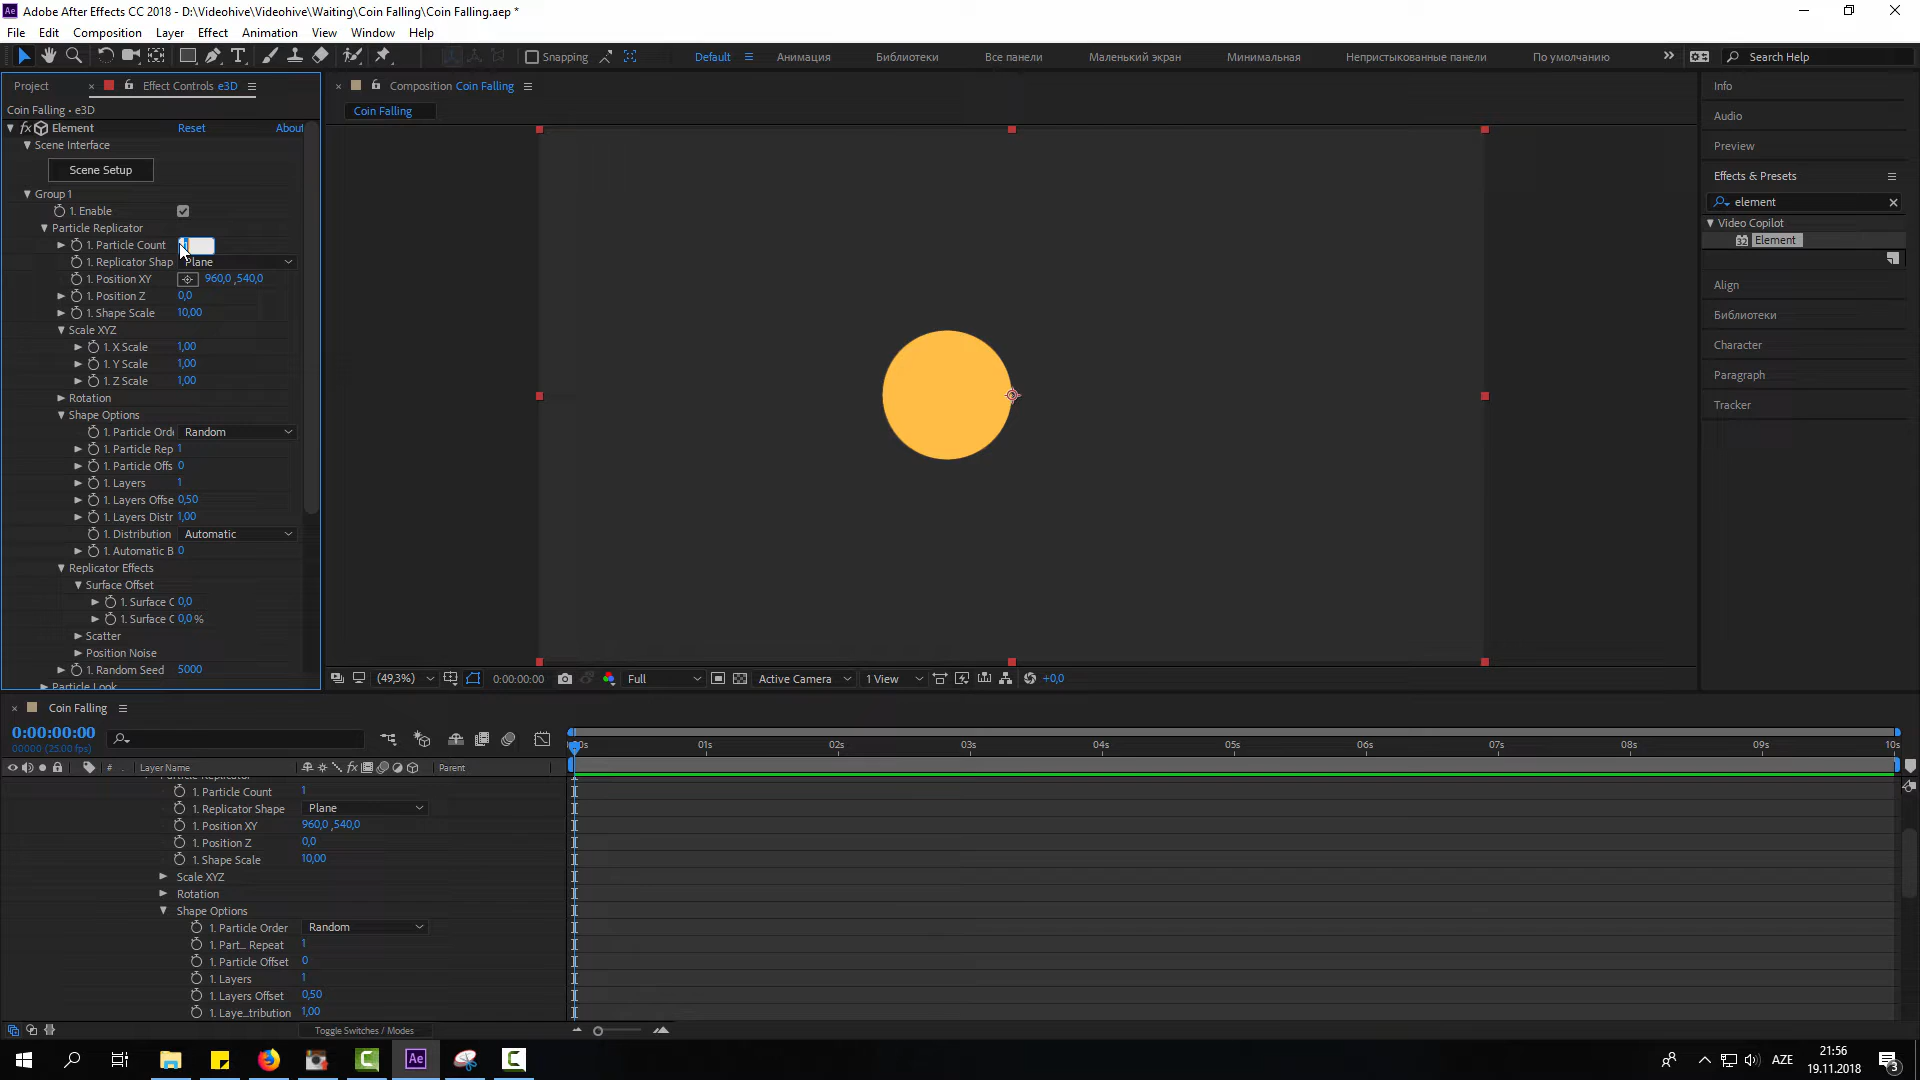 Adobe After Effects CC 2018 - D:\Videohive\Videohive\Waiting\Coin Falling\Coin Falling.aep *
File Edit Composition Layer Effect Animation View Window Help
Snapping Default Анимация Библиотеки Все панели Маленький экран Минимальная Непристыкованные панели По умолчанию Search Help
Project Effect Controls e3D Composition Coin Falling Info
Coin Falling • e3D Coin Falling
Element Reset About Audio
Scene Interface Preview
Scene Setup Effects & Presets
Group 1 element
1. Enable Video Copilot
Particle Replicator Element
1. Particle Count
1. Replicator Shap Plane
1. Position XY 960,0 ,540,0 Align
1. Position Z 0,0
1. Shape Scale 10,00 Библиотеки
Scale XYZ
1. X Scale 1,00 Character
1. Y Scale 1,00
1. Z Scale 1,00 Paragraph
Rotation Tracker
Shape Options
1. Particle Ord Random
1. Particle Rep 1
1. Particle Offs 0
1. Layers 1
1. Layers Offse 0,50
1. Layers Distr 1,00
1. Distribution Automatic
1. Automatic B 0
Replicator Effects
Surface Offset
1. Surface C 0,0
1. Surface C 0,0 %
Scatter
Position Noise
1. Random Seed 5000
Particle Look
(49,3%) 0:00:00:00 Full Active Camera 1 View +0,0
Coin Falling
0:00:00:00
00000 (25.00 fps)
01s 02s 03s 04s 05s 06s 07s 08s 09s 10s
# Layer Name fx Parent
Particle Replicator
1. Particle Count 1
1. Replicator Shape Plane
1. Position XY 960,0 ,540,0
1. Position Z 0,0
1. Shape Scale 10,00
Scale XYZ
Rotation
Shape Options
1. Particle Order Random
1. Part... Repeat 1
1. Particle Offset 0
1. Layers 1
1. Layers Offset 0,50
1. Laye...tribution 1,00
Toggle Switches / Modes
Ae AZE 21:56
19.11.2018 3